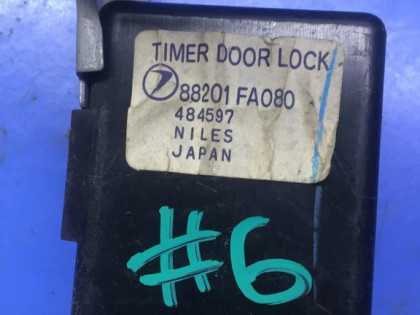 TIMER DOOR LOCK
88201 FA080
484597
NILES
JAPAN
#6